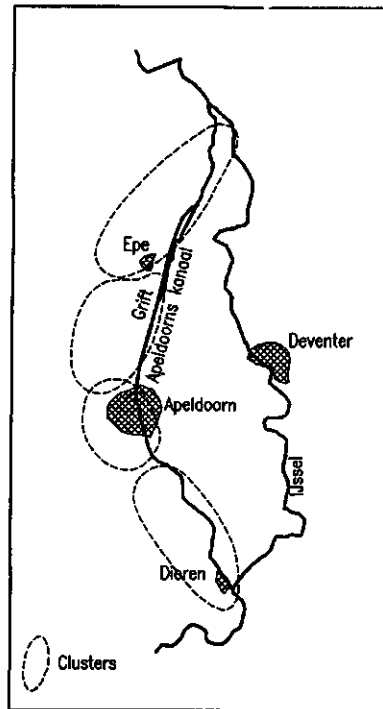 Epe
Grift
Apeldoorns kanaal
Deventer
Apeldoorn
IJssel
Dieren
Clusters